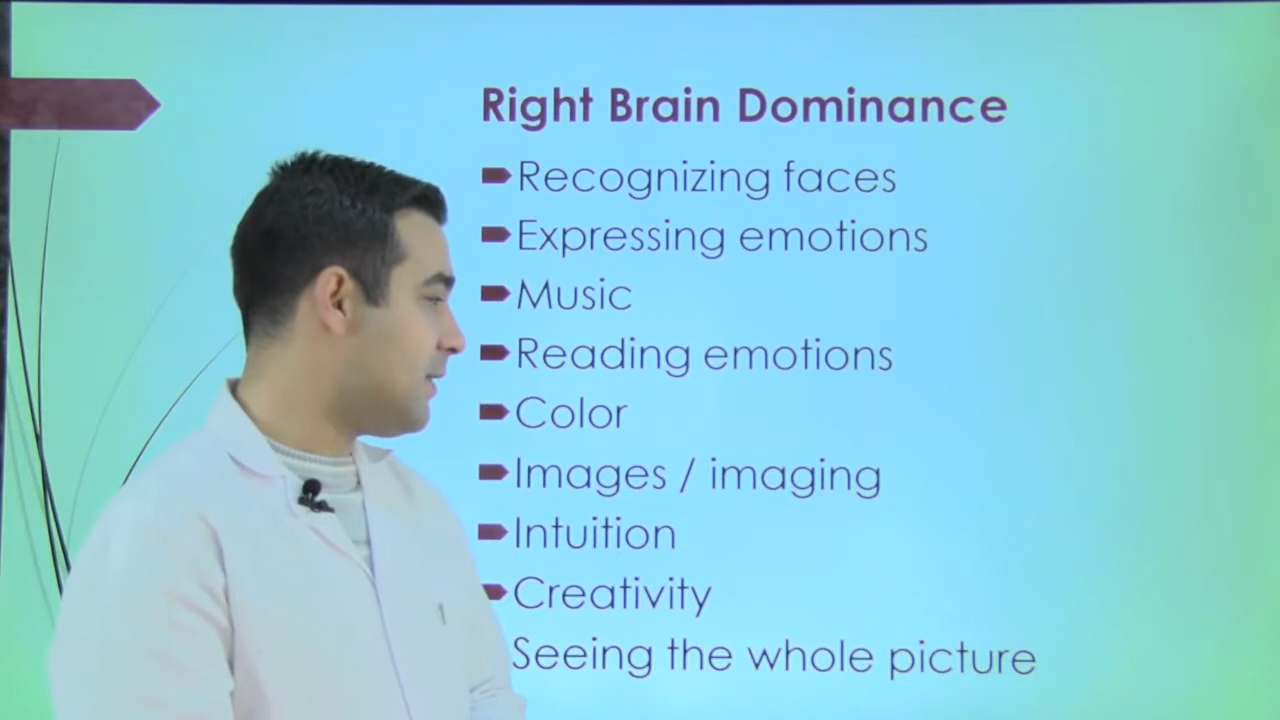 Right Brain Dominance
Recognizing faces
Expressing emotions
Music
Reading emotions
Color
Images / imaging
Intuition
Creativity
Seeing the whole picture